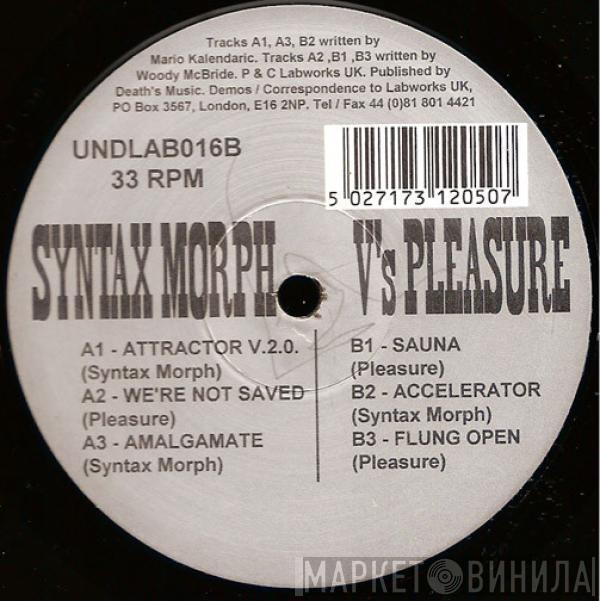 Tracks A1, A3, B2 written by
Mario Kalendaric. Tracks A2 ,B1 ,B3 written by
Woody McBride. P & C Labworks UK. Published by
Death's Music. Demos / Correspondence to Labworks UK,
PO Box 3567, London, E16 2NP. Tel / Fax 44 (0)81 801 4421
UNDLAB016B
33 RPM
5 027173 120507
SYNTAX MORPH V's PLEASURE
A1 - ATTRACTOR V.2.0.
(Syntax Morph)
A2 - WE'RE NOT SAVED
(Pleasure)
A3 - AMALGAMATE
(Syntax Morph)
B1 - SAUNA
(Pleasure)
B2 - ACCELERATOR
(Syntax Morph)
B3 - FLUNG OPEN
(Pleasure)
МАРКЕТ ВИНИЛА